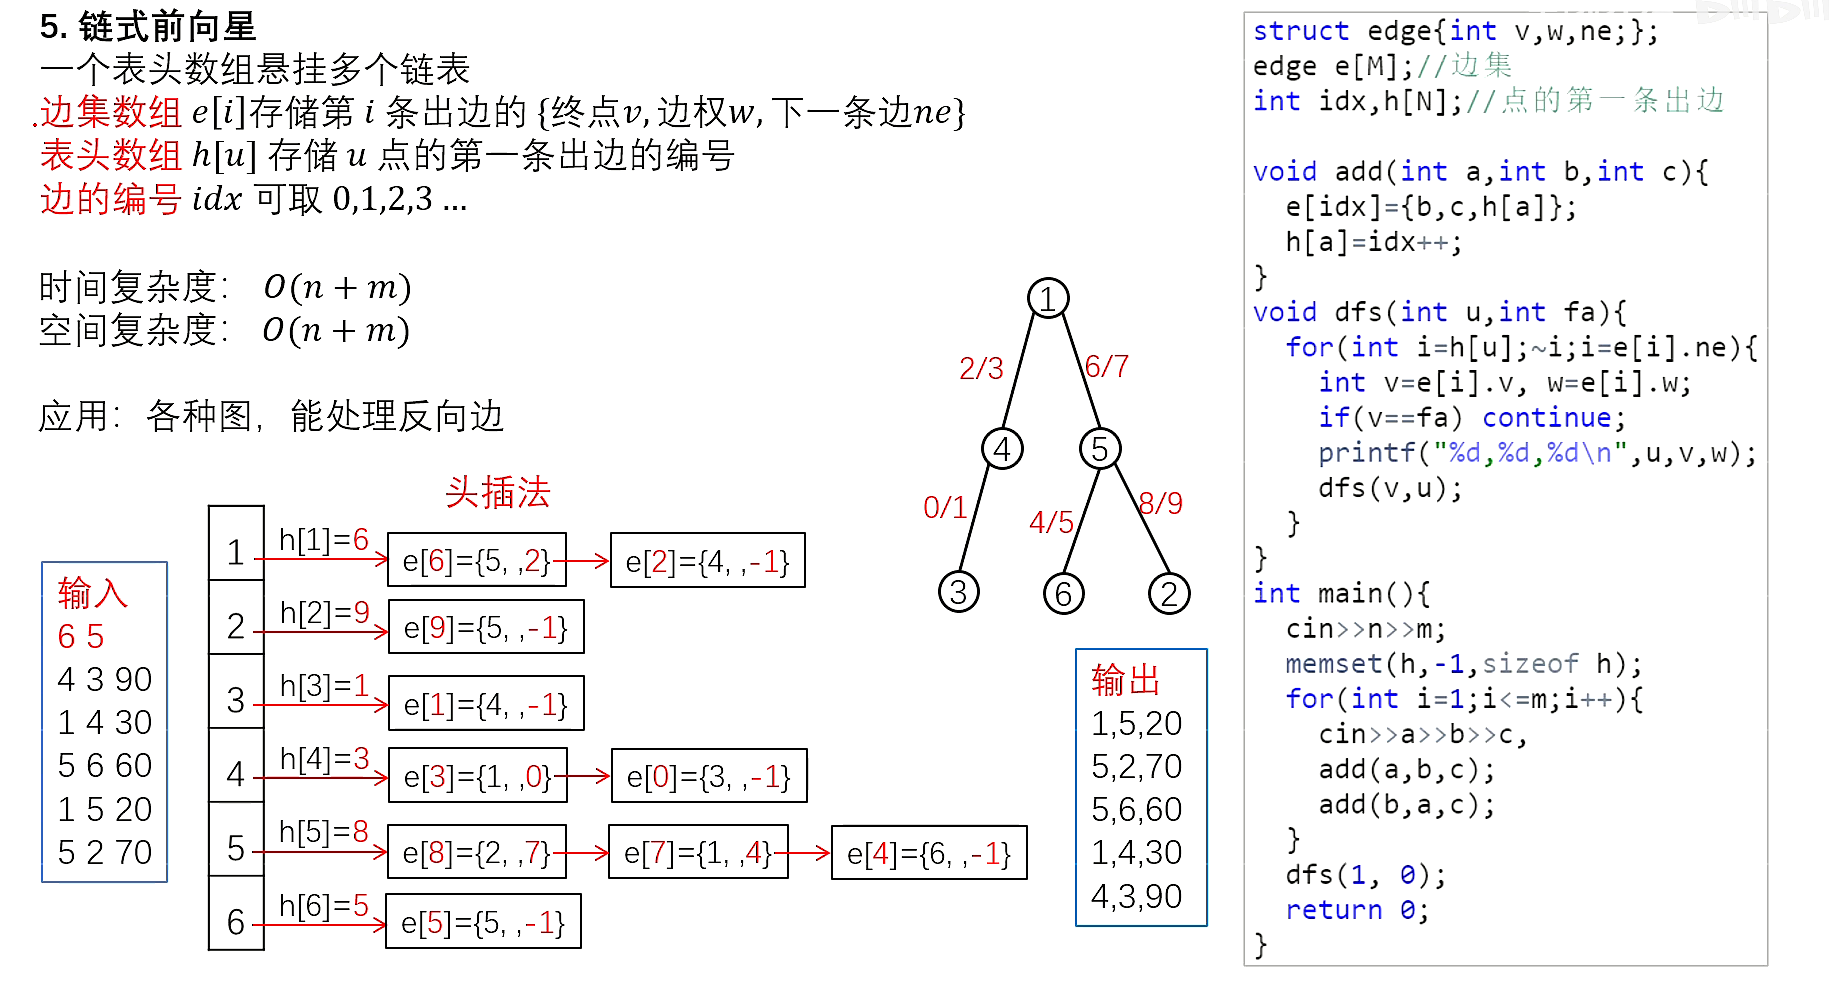 5. 链式前向星
一个表头数组悬挂多个链表
边集数组 e[i]存储第 i 条出边的 {终点v, 边权w, 下一条边ne}
表头数组 h[u] 存储 u 点的第一条出边的编号
边的编号 idx 可取 0,1,2,3 ...
时间复杂度： O(n + m)
空间复杂度： O(n + m)
应用：各种图，能处理反向边
头插法
输入
6 5
4 3 90
1 4 30
5 6 60
1 5 20
5 2 70
1 h[1]=6 e[6]={5, ,2} e[2]={4, ,-1}
2 h[2]=9 e[9]={5, ,-1}
3 h[3]=1 e[1]={4, ,-1}
4 h[4]=3 e[3]={1, ,0} e[0]={3, ,-1}
5 h[5]=8 e[8]={2, ,7} e[7]={1, ,4} e[4]={6, ,-1}
6 h[6]=5 e[5]={5, ,-1}
1
2/3 6/7
4 5
0/1 4/5 8/9
3 6 2
输出
1,5,20
5,2,70
5,6,60
1,4,30
4,3,90
struct edge{int v,w,ne;};
edge e[M];//边集
int idx,h[N];//点的第一条出边
void add(int a,int b,int c){
e[idx]={b,c,h[a]};
h[a]=idx++;
}
void dfs(int u,int fa){
for(int i=h[u];~i;i=e[i].ne){
int v=e[i].v, w=e[i].w;
if(v==fa) continue;
printf("%d,%d,%d\n",u,v,w);
dfs(v,u);
}
}
int main(){
cin>>n>>m;
memset(h,-1,sizeof h);
for(int i=1;i<=m;i++){
cin>>a>>b>>c,
add(a,b,c);
add(b,a,c);
}
dfs(1, 0);
return 0;
}